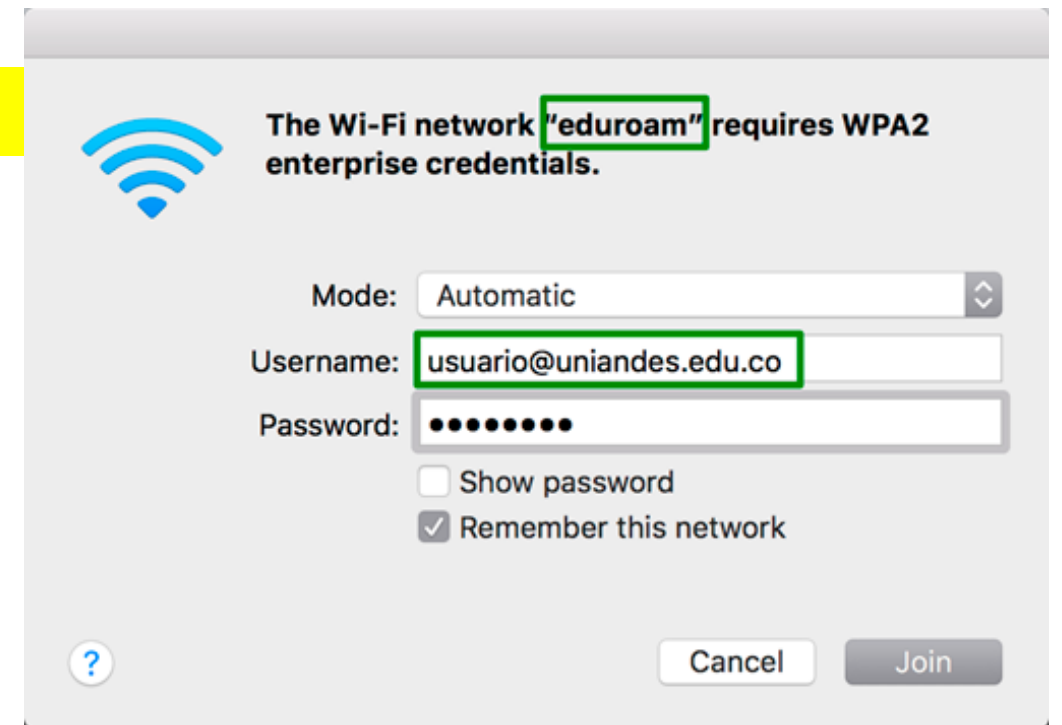 The Wi-Fi network “eduroam” requires WPA2
enterprise credentials.
Mode: Automatic
Username: usuario@uniandes.edu.co
Password: ••••••••
Show password
Remember this network
? Cancel Join